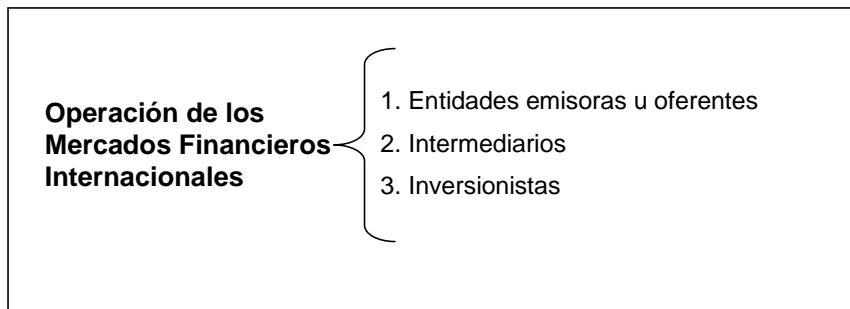 Operación de los
Mercados Financieros
Internacionales
1. Entidades emisoras u oferentes
2. Intermediarios
3. Inversionistas